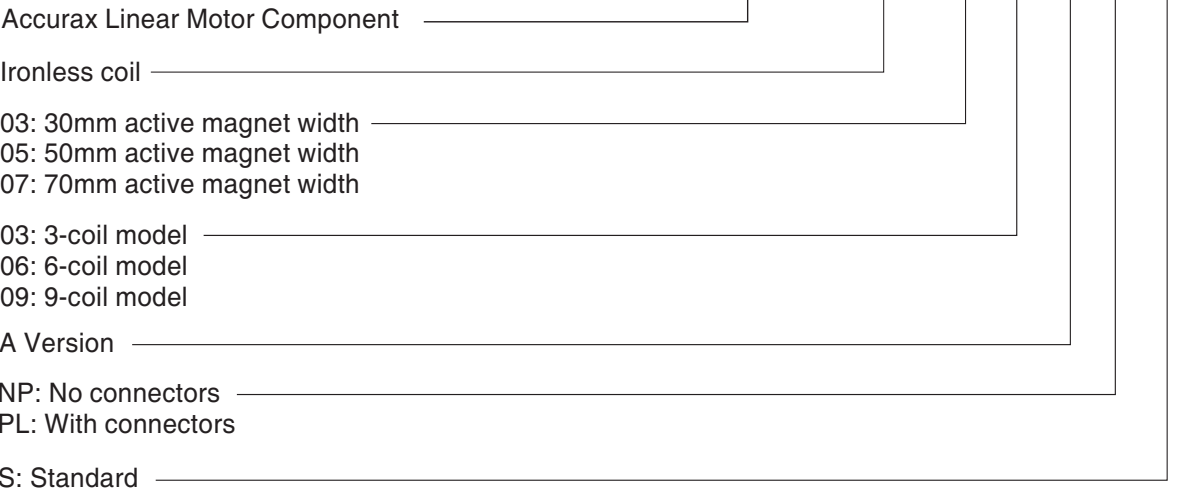 Accurax Linear Motor Component
Ironless coil
03: 30mm active magnet width
05: 50mm active magnet width
07: 70mm active magnet width
03: 3-coil model
06: 6-coil model
09: 9-coil model
A Version
NP: No connectors
PL: With connectors
S: Standard